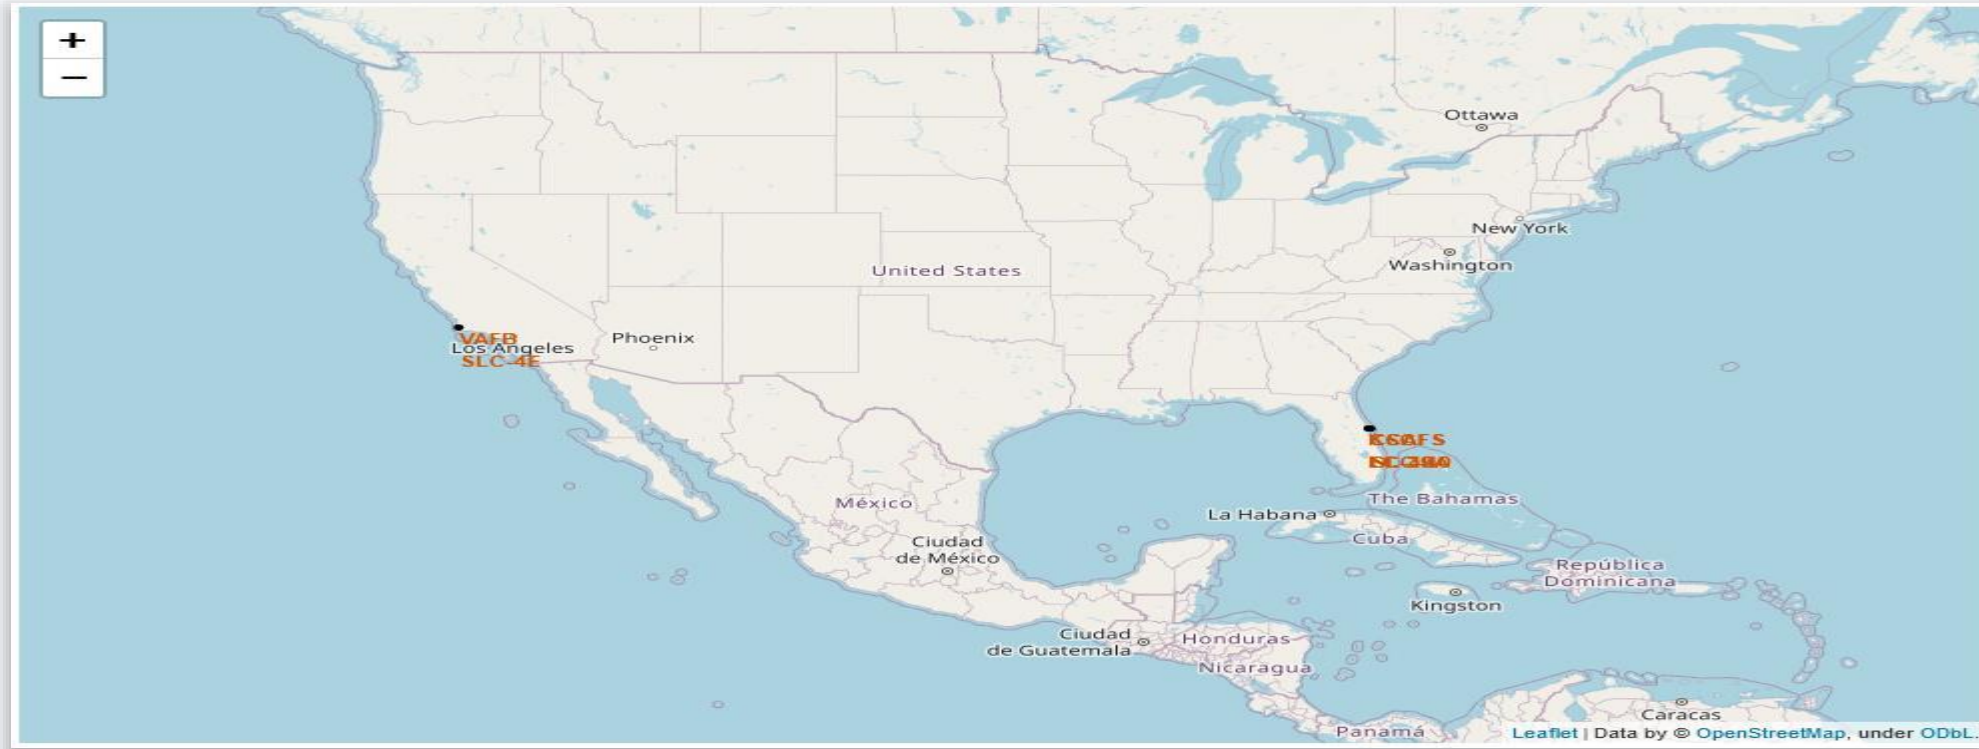 +
−
Ottawa
New York
Washington
United States
VAFB
Los Angeles
SLC-4E
Phoenix
México
The Bahamas
La Habana
Cuba
Ciudad
de México
República
Dominicana
Kingston
Ciudad
de Guatemala
Honduras
Nicaragua
Caracas
Panamá
Leaflet | Data by © OpenStreetMap, under ODbL.